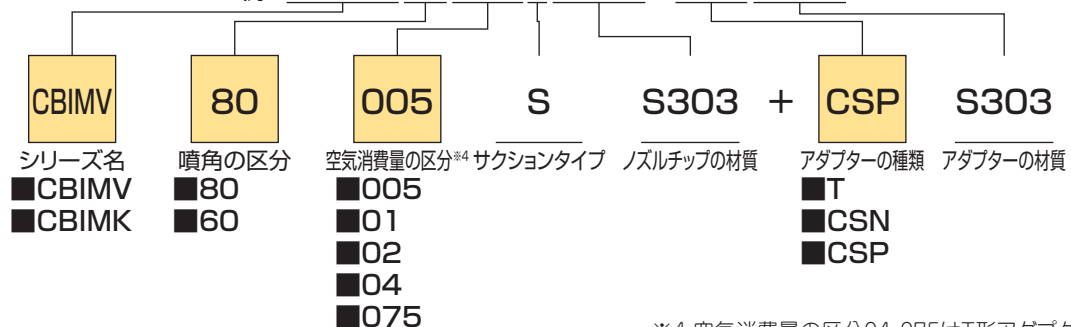 CBIMV 80 005 S S303 + CSP S303
シリーズ名 噴角の区分 空気消費量の区分※4 サクションタイプ ノズルチップの材質 アダプターの種類 アダプターの材質
■CBIMV ■80 ■005 ■T
■CBIMK ■60 ■01 ■CSN
■02 ■CSP
■04
■075